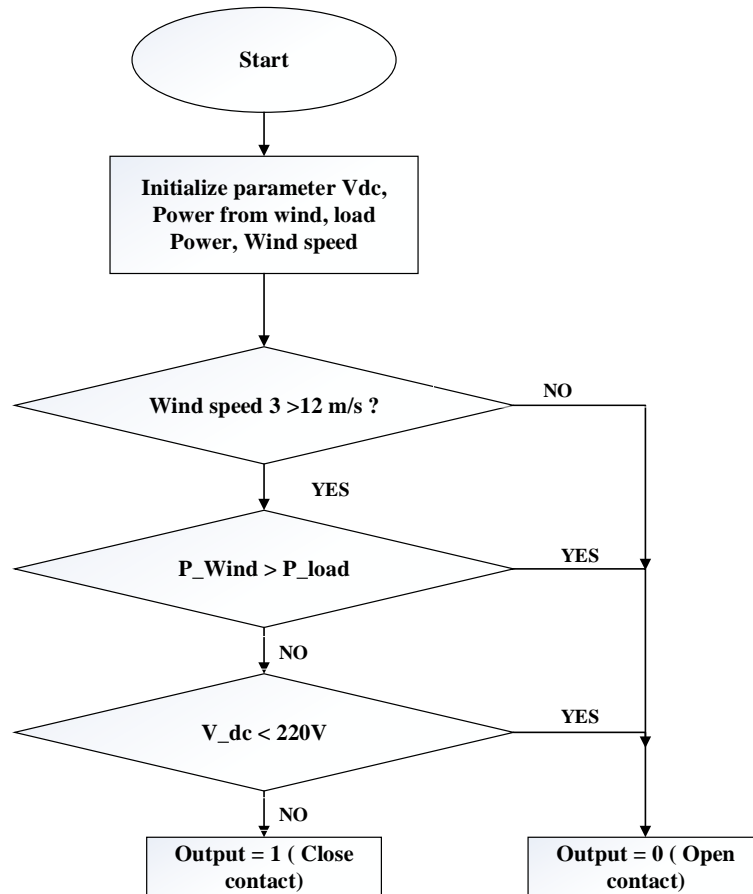 Start
Initialize parameter Vdc,
Power from wind, load
Power, Wind speed
Wind speed 3 >12 m/s ?
NO
YES
P_Wind > P_load
YES
NO
V_dc < 220V
YES
NO
Output = 1 ( Close
contact)
Output = 0 ( Open
contact)